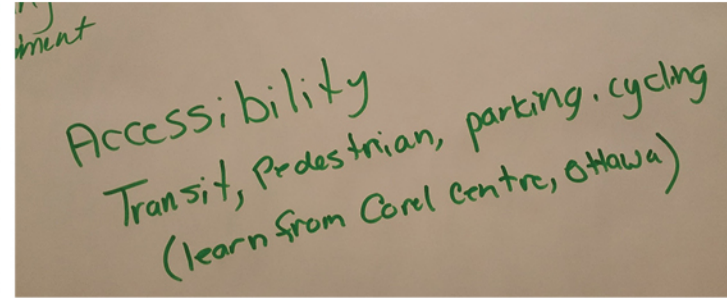 ment
Accessibility
Transit, Pedestrian, parking, cycling
(learn from Corel Centre, Ottawa)